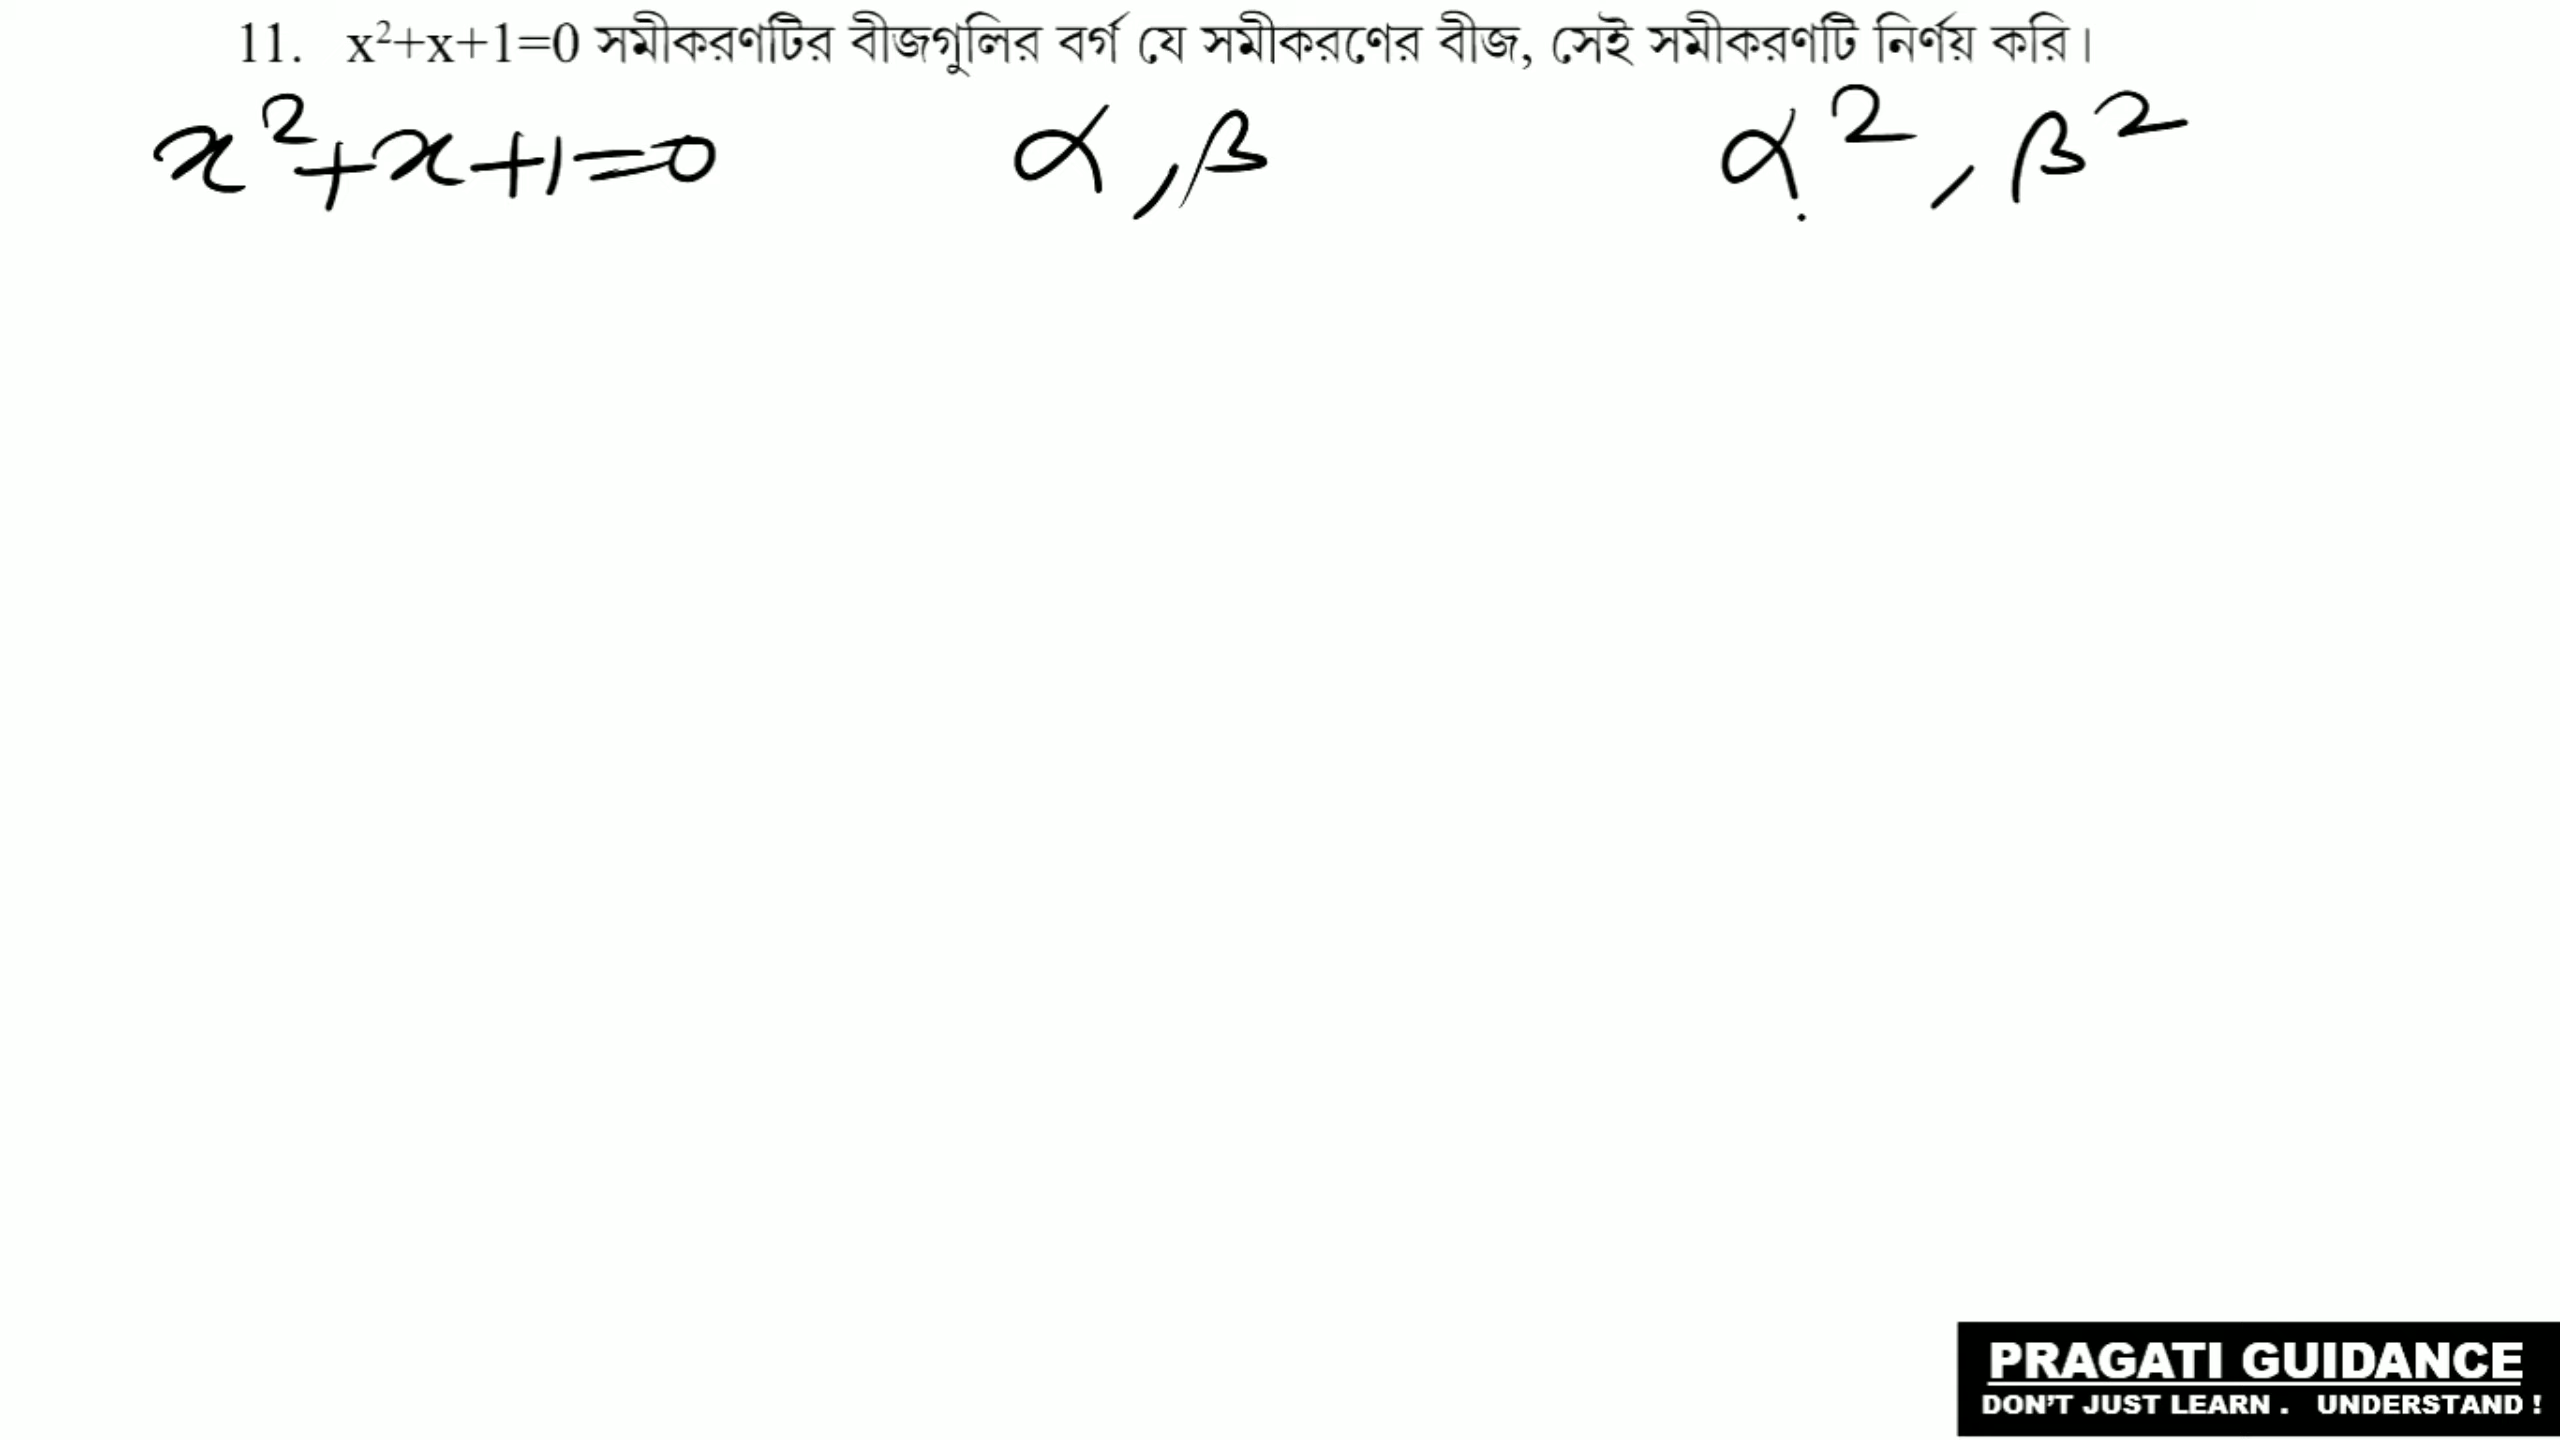 11. x²+x+1=0 সমীকরণটির বীজগুলির বর্গ যে সমীকরণের বীজ, সেই সমীকরণটি নির্ণয় করি।
x²+x+1=0 α,β α²,β²
PRAGATI GUIDANCE
DON'T JUST LEARN . UNDERSTAND !